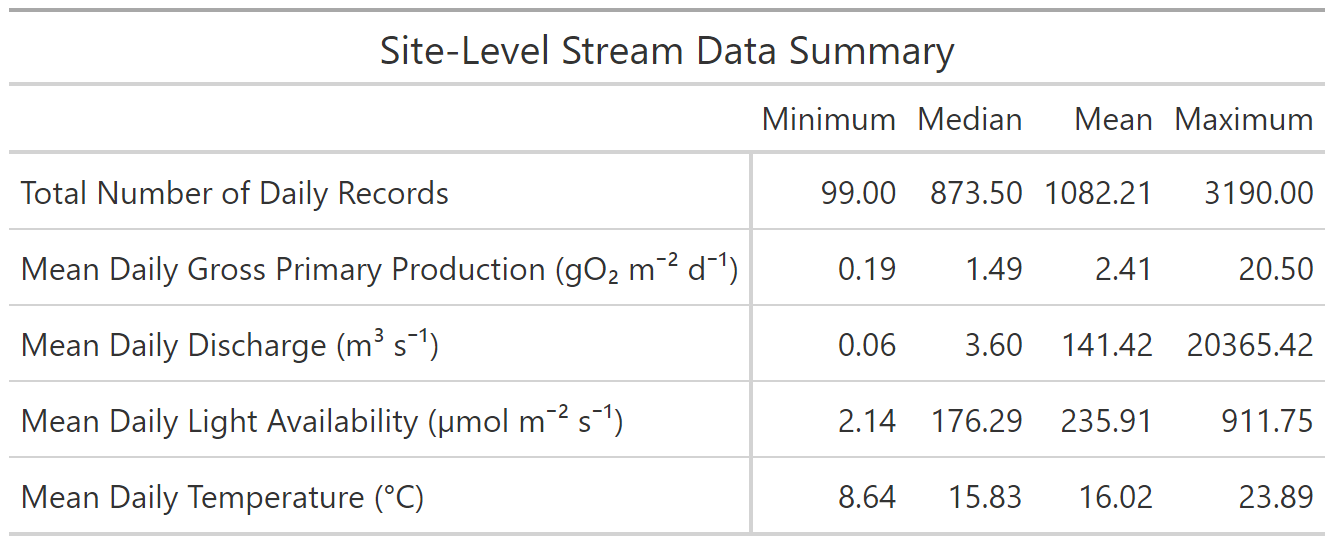 Site-Level Stream Data Summary
Minimum Median Mean Maximum
Total Number of Daily Records 99.00 873.50 1082.21 3190.00
Mean Daily Gross Primary Production (gO₂ m⁻² d⁻¹) 0.19 1.49 2.41 20.50
Mean Daily Discharge (m³ s⁻¹) 0.06 3.60 141.42 20365.42
Mean Daily Light Availability (μmol m⁻² s⁻¹) 2.14 176.29 235.91 911.75
Mean Daily Temperature (°C) 8.64 15.83 16.02 23.89